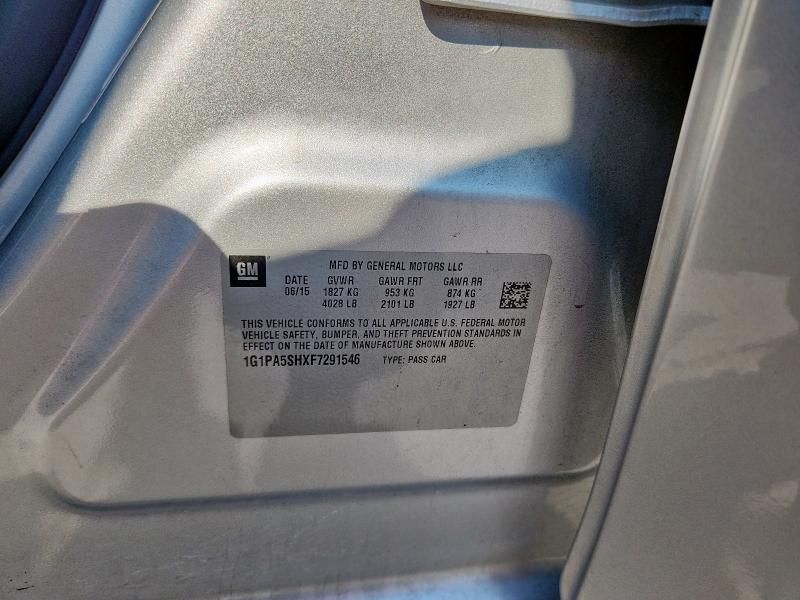 GM
MFD BY GENERAL MOTORS LLC
DATE GVWR GAWR FRT GAWR RR
06/15 1827 KG 953 KG 874 KG
4028 LB 2101 LB 1927 LB
THIS VEHICLE CONFORMS TO ALL APPLICABLE U.S. FEDERAL MOTOR
VEHICLE SAFETY, BUMPER, AND THEFT PREVENTION STANDARDS IN
EFFECT ON THE DATE OF MANUFACTURE SHOWN ABOVE.
1G1PA5SHXF7291546 TYPE: PASS CAR